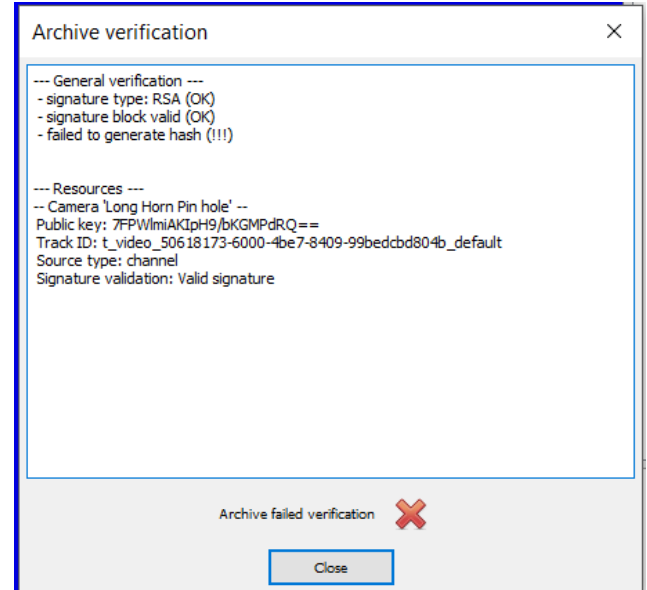 Archive verification
--- General verification ---
- signature type: RSA (OK)
- signature block valid (OK)
- failed to generate hash (!!!)
--- Resources ---
-- Camera 'Long Horn Pin hole' --
Public key: 7FPWlmiAKIpH9/bKGMPdRQ==
Track ID: t_video_50618173-6000-4be7-8409-99bedcbd804b_default
Source type: channel
Signature validation: Valid signature
Archive failed verification
Close